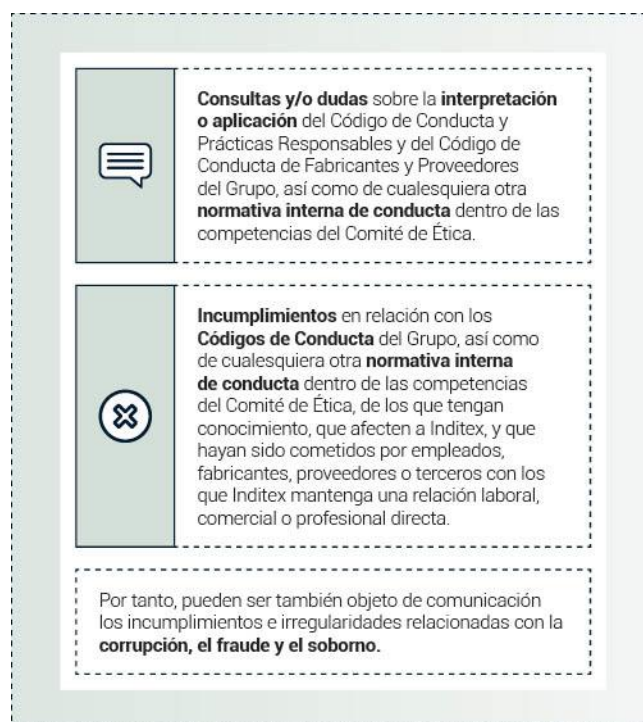 Consultas y/o dudas sobre la interpretación
o aplicación del Código de Conducta y
Prácticas Responsables y del Código de
Conducta de Fabricantes y Proveedores
del Grupo, así como de cualesquiera otra
normativa interna de conducta dentro de las
competencias del Comité de Ética.
Incumplimientos en relación con los
Códigos de Conducta del Grupo, así como
de cualesquiera otra normativa interna
de conducta dentro de las competencias
del Comité de Ética, de los que tengan
conocimiento, que afecten a Inditex, y que
hayan sido cometidos por empleados,
fabricantes, proveedores o terceros con los
que Inditex mantenga una relación laboral,
comercial o profesional directa.
Por tanto, pueden ser también objeto de comunicación
los incumplimientos e irregularidades relacionadas con la
corrupción, el fraude y el soborno.